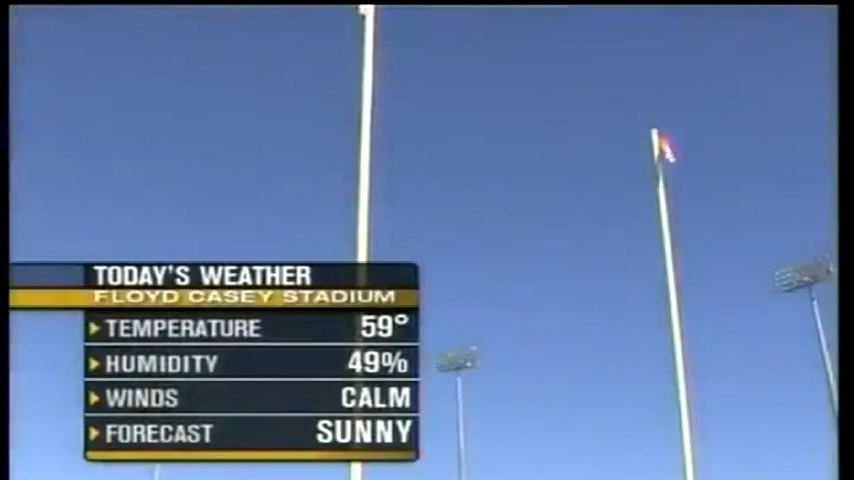 TODAY'S WEATHER
FLOYD CASEY STADIUM
TEMPERATURE 59°
HUMIDITY 49%
WINDS CALM
FORECAST SUNNY